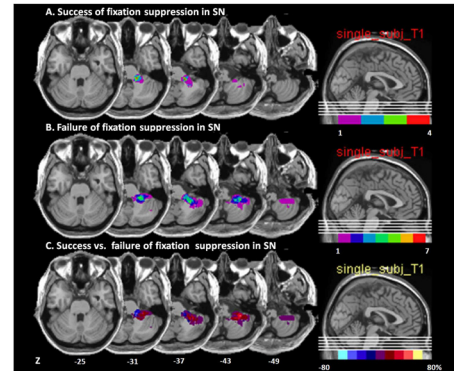 A. Success of fixation suppression in SN
single_subj_T1
1 4
B. Failure of fixation suppression in SN
single_subj_T1
1 7
C. Success vs. failure of fixation suppression in SN
single_subj_T1
Z -25 -31 -37 -43 -49 -80 80%